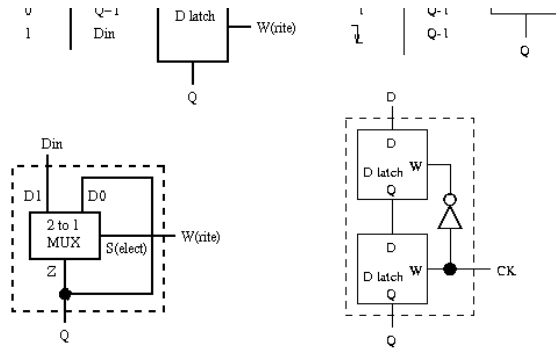 0 Q-1
1 Din
D latch
W(rite)
Q
1 Q-1
Q-1
Q
Din
D1 D0
2 to 1
MUX
S(elect)
W(rite)
Z
Q
D
D
W
D latch
Q
D
W
D latch
Q
CK
Q